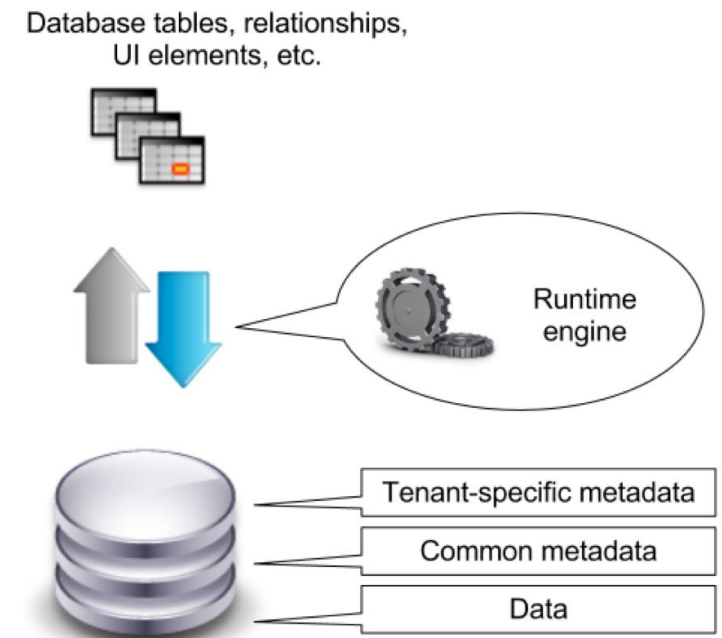 Database tables, relationships,
UI elements, etc.
Runtime
engine
Tenant-specific metadata
Common metadata
Data